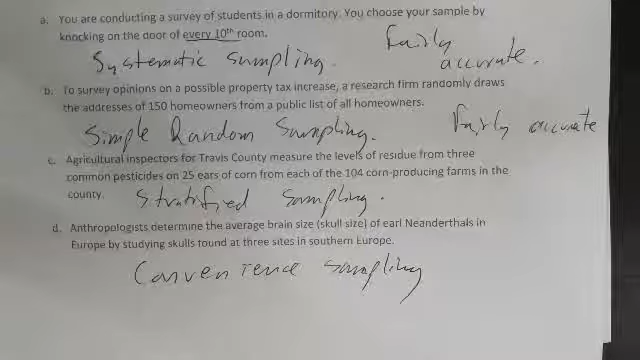 a. You are conducting a survey of students in a dormitory. You choose your sample by
knocking on the door of every 10th room.
Fairly
accurate.
Systematic sampling.
b. To survey opinions on a possible property tax increase, a research firm randomly draws
the addresses of 150 homeowners from a public list of all homeowners.
Simple Random Sampling.
Fairly accurate
c. Agricultural inspectors for Travis County measure the levels of residue from three
common pesticides on 25 ears of corn from each of the 104 corn-producing farms in the
county.
Stratified sampling.
d. Anthropologists determine the average brain size (skull size) of earl Neanderthals in
Europe by studying skulls found at three sites in southern Europe.
Convenience sampling